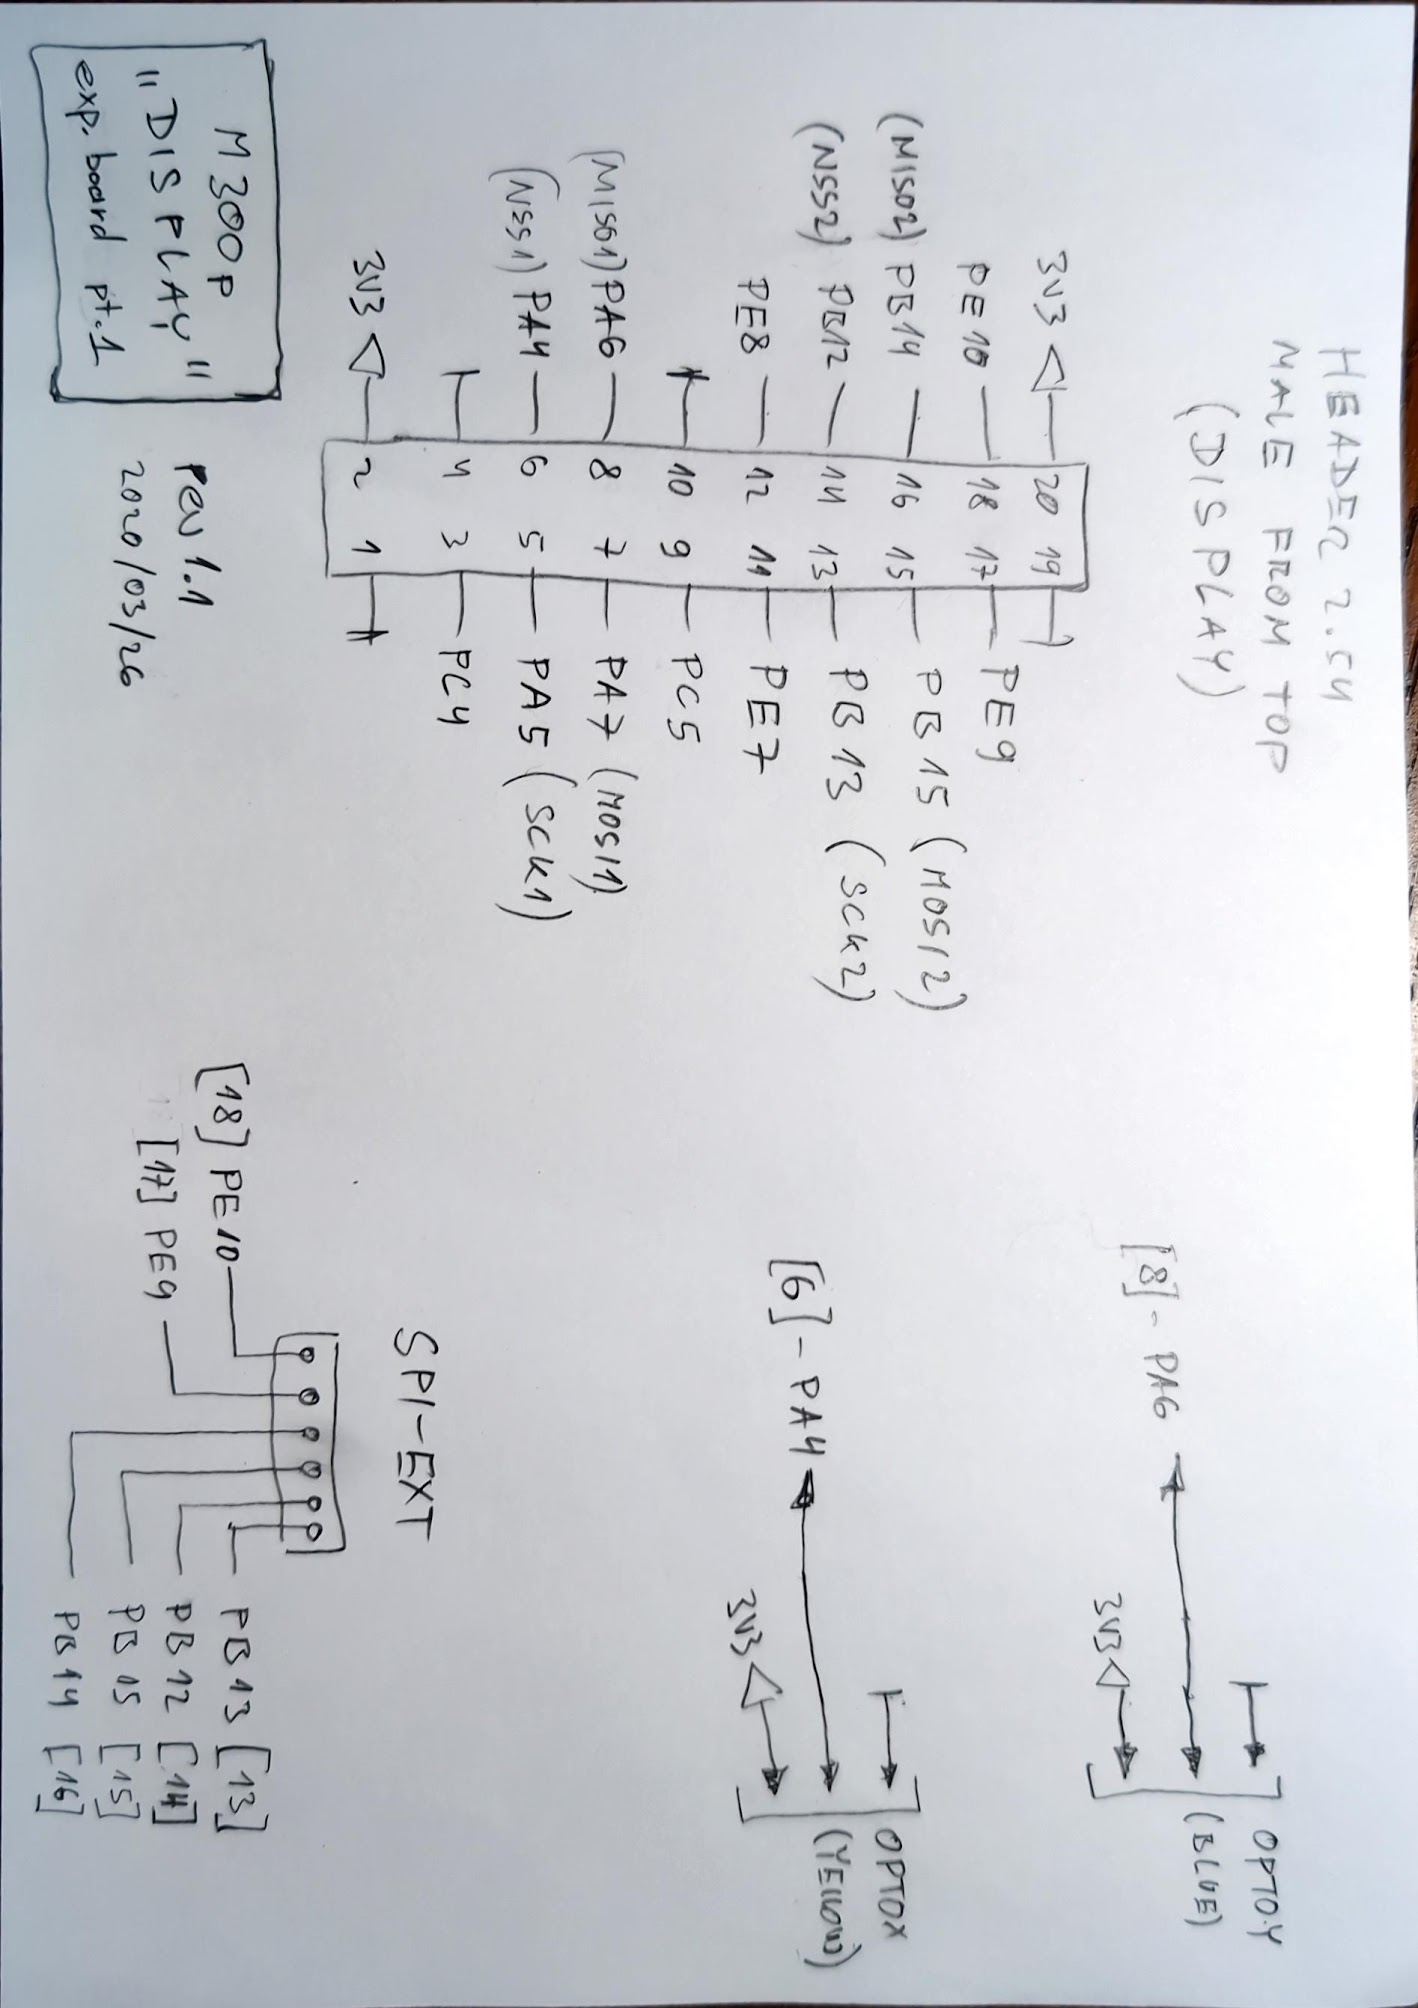 HEADER 2.54
MALE FROM TOP
(DISPLAY)
3V3 20 19
PE10 18 17 PE9
(MISO2) PB14 16 15 PB15 (MOSI2)
(NSS2) PB12 14 13 PB13 (SCK2)
PE8 12 11 PE7
10 9 PC5
(MISO1) PA6 8 7 PA7 (MOSI1)
(NSS1) PA4 6 5 PA5 (SCK1)
4 3 PC4
3V3 2 1
M300P
"DISPLAY"
exp. board pt.1
rev 1.1
2020/03/26
[8]- PA6
3V3
OPTOY
(BLUE)
[6]- PA4
3V3
OPTOX
(YELLOW)
SPI-EXT
[18] PE10
[17] PE9
PB13 [13]
PB12 [14]
PB15 [15]
PB14 [16]